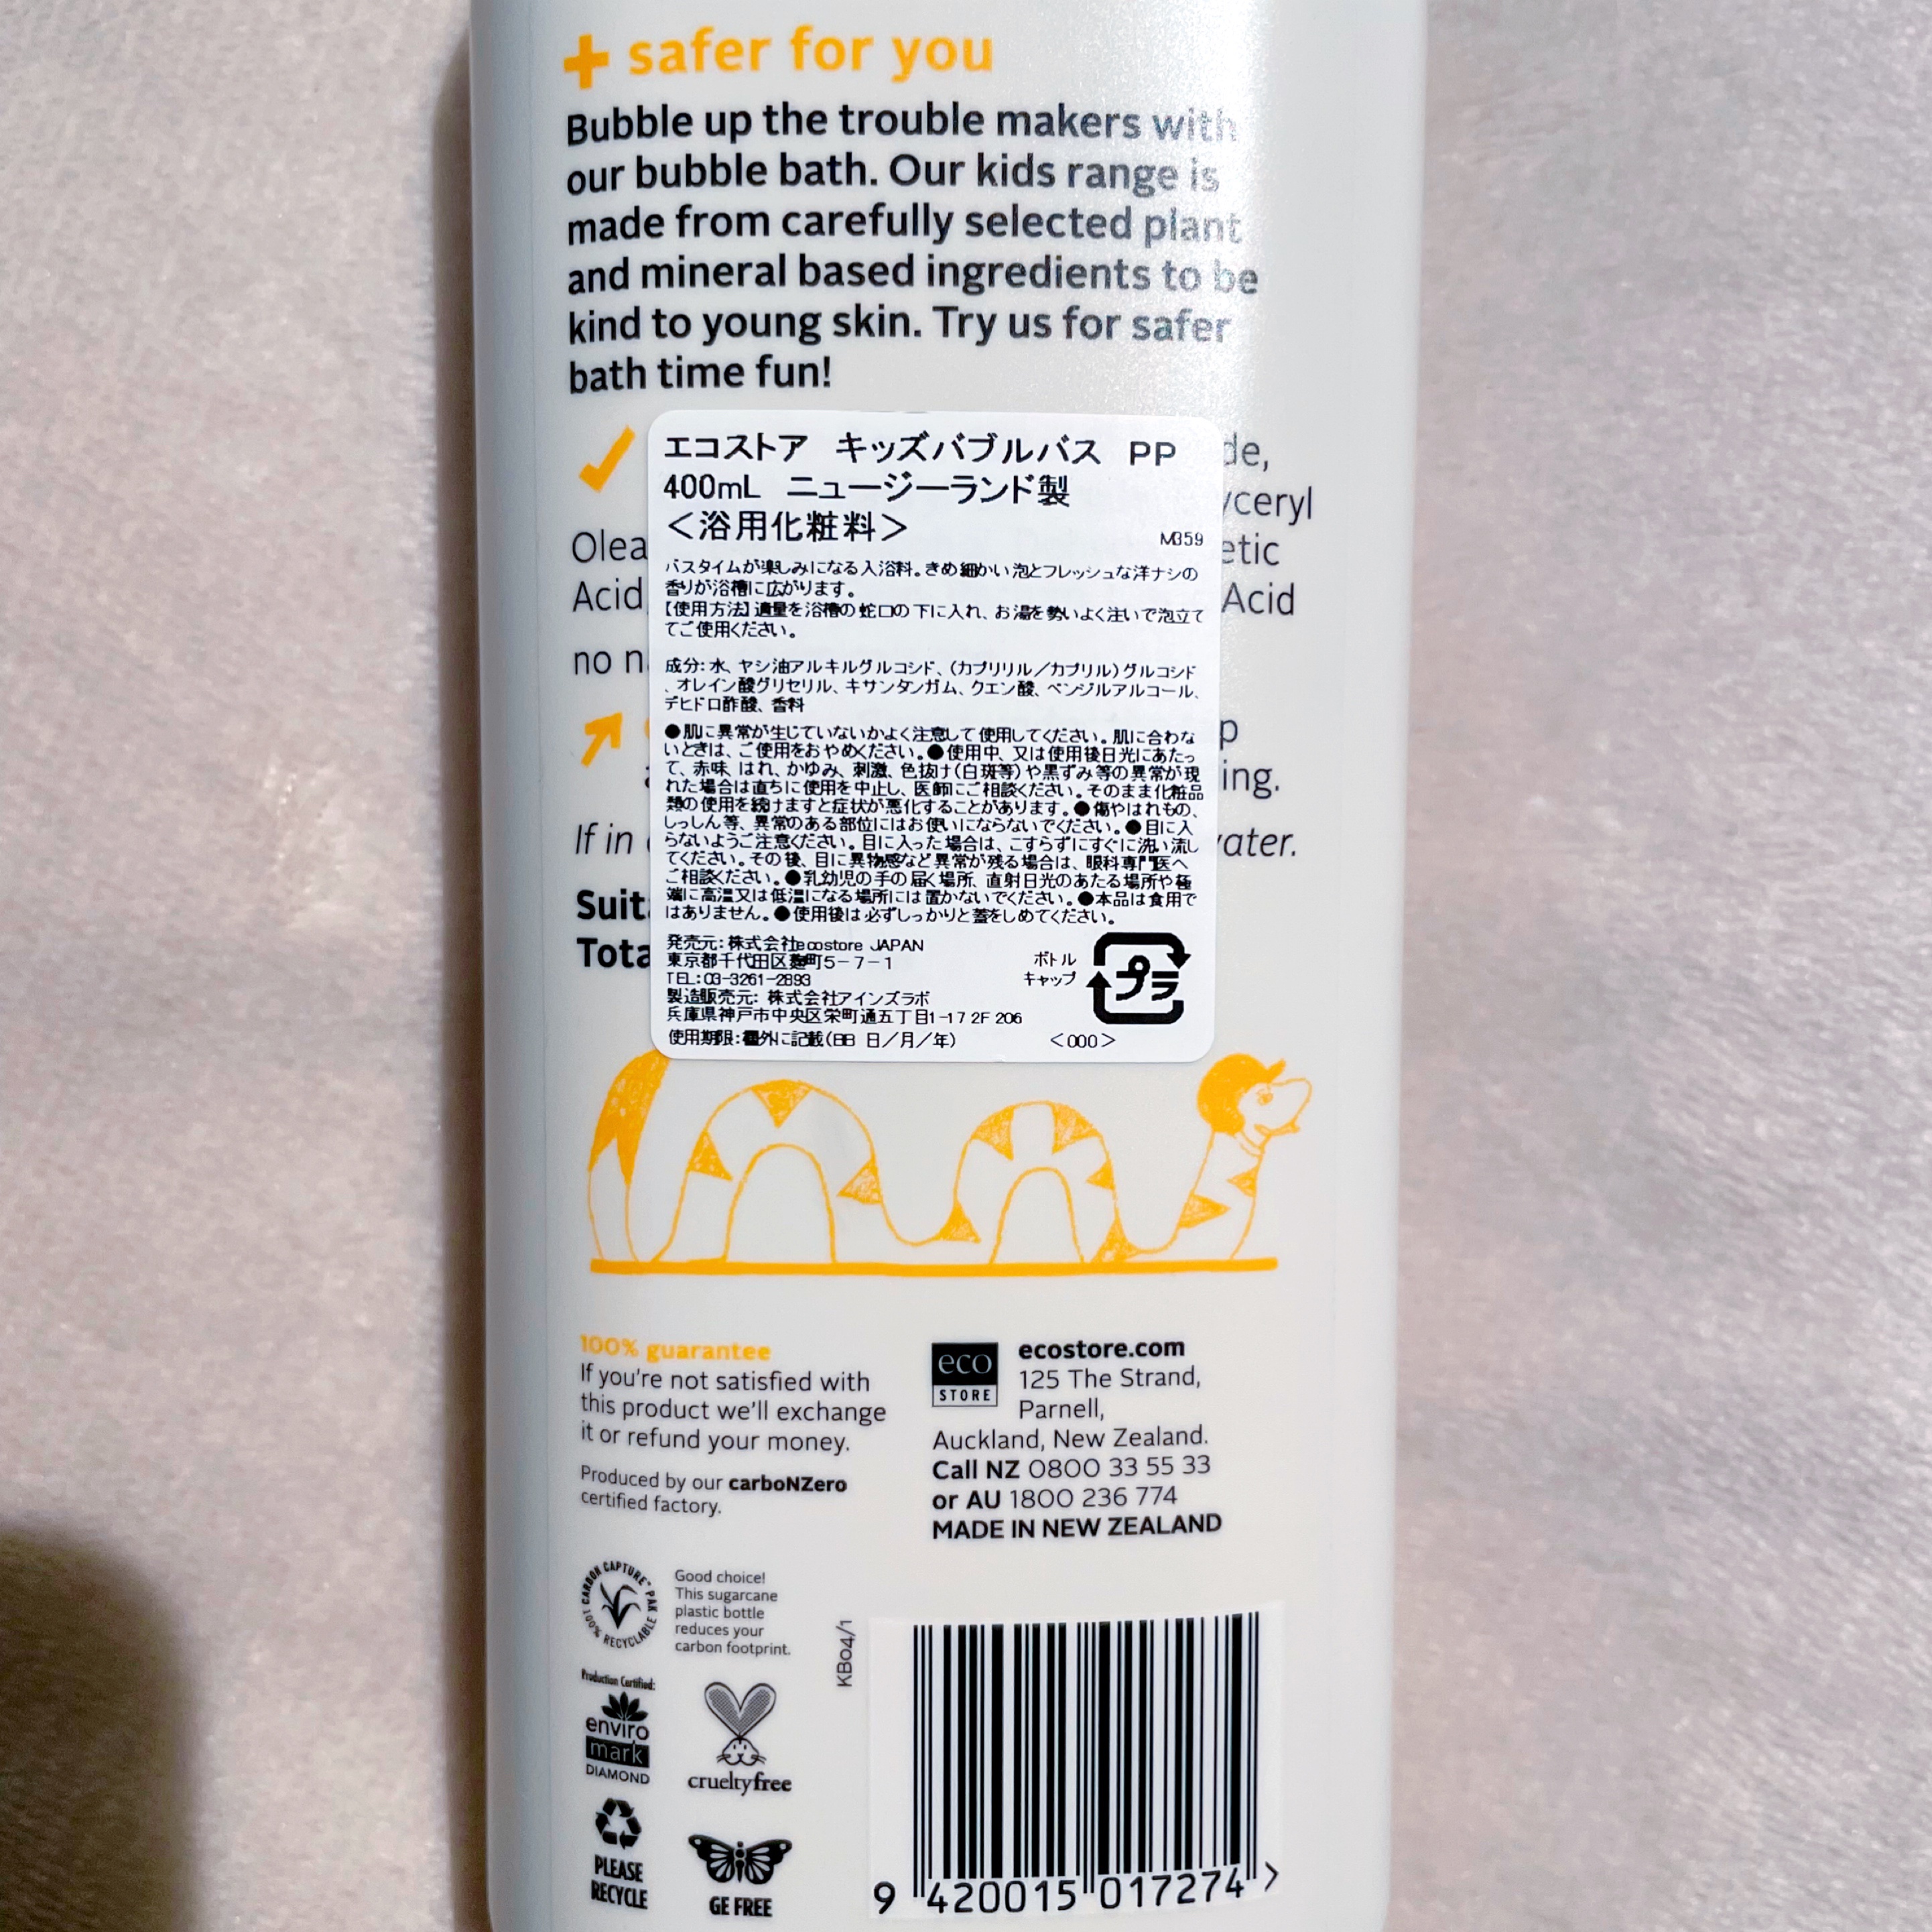 + safer for you
Bubble up the trouble makers with
our bubble bath. Our kids range is
made from carefully selected plant
and mineral based ingredients to be
kind to young skin. Try us for safer
bath time fun!
エコストア キッズバブルバス PP
400mL ニュージーランド製
＜浴用化粧料＞
M359
バスタイムが楽しみになる入浴料。きめ細かい泡とフレッシュな洋ナシの
香りが浴槽に広がります。
【使用方法】適量を浴槽の蛇口の下に入れ、お湯を勢いよく注いで泡立て
てご使用ください。
成分：水、ヤシ油アルキルグルコシド、（カプリリル／カプリル）グルコシド
、オレイン酸グリセリル、キサンタンガム、クエン酸、ベンジルアルコール、
デヒドロ酢酸、香料
●肌に異常が生じていないかよく注意して使用してください。肌に合わな
いときは、ご使用をおやめください。●使用中、又は使用後日光にあたっ
て、赤味、はれ、かゆみ、刺激、色抜け（白斑等）や黒ずみ等の異常が現
れた場合は直ちに使用を中止し、医師にご相談ください。そのまま化粧品
類の使用を続けますと症状が悪化することがあります。●傷やはれもの、
しっしん等、異常のある部位にはお使いにならないでください。●目に入
らないようご注意ください。目に入った場合は、こすらずにすぐに洗い流し
てください。その後、目に異物感など異常が残る場合は、眼科専門医へ
ご相談ください。●乳幼児の手の届く場所、直射日光のあたる場所や極
端に高温又は低温になる場所には置かないでください。●本品は食用で
はありません。●使用後は必ずしっかりと蓋をしめてください。
発売元：株式会社ecostore JAPAN
東京都千代田区麹町5－7－1
TEL：03-3261-2893
製造販売元：株式会社アインズラボ
兵庫県神戸市中央区栄町通五丁目1-17 2F 206
使用期限：欄外に記載（BB 日／月／年）
＜000＞
ボトル
キャップ
プラ
de,
yceryl
Olea
etic
Acid
Acid
no n
p
ing.
If in
water.
Suit
Tota
100% guarantee
If you're not satisfied with
this product we'll exchange
it or refund your money.
Produced by our carboNZero
certified factory.
eco
STORE
ecostore.com
125 The Strand,
Parnell,
Auckland, New Zealand.
Call NZ 0800 33 55 33
or AU 1800 236 774
MADE IN NEW ZEALAND
CARBON CAPTURE™ PAK
100% RECYCLABLE
Good choice!
This sugarcane
plastic bottle
reduces your
carbon footprint.
KB04/1
Production Certified:
enviro
mark
DIAMOND
crueltyfree
PLEASE
RECYCLE
GE FREE
9 420015 017274 >